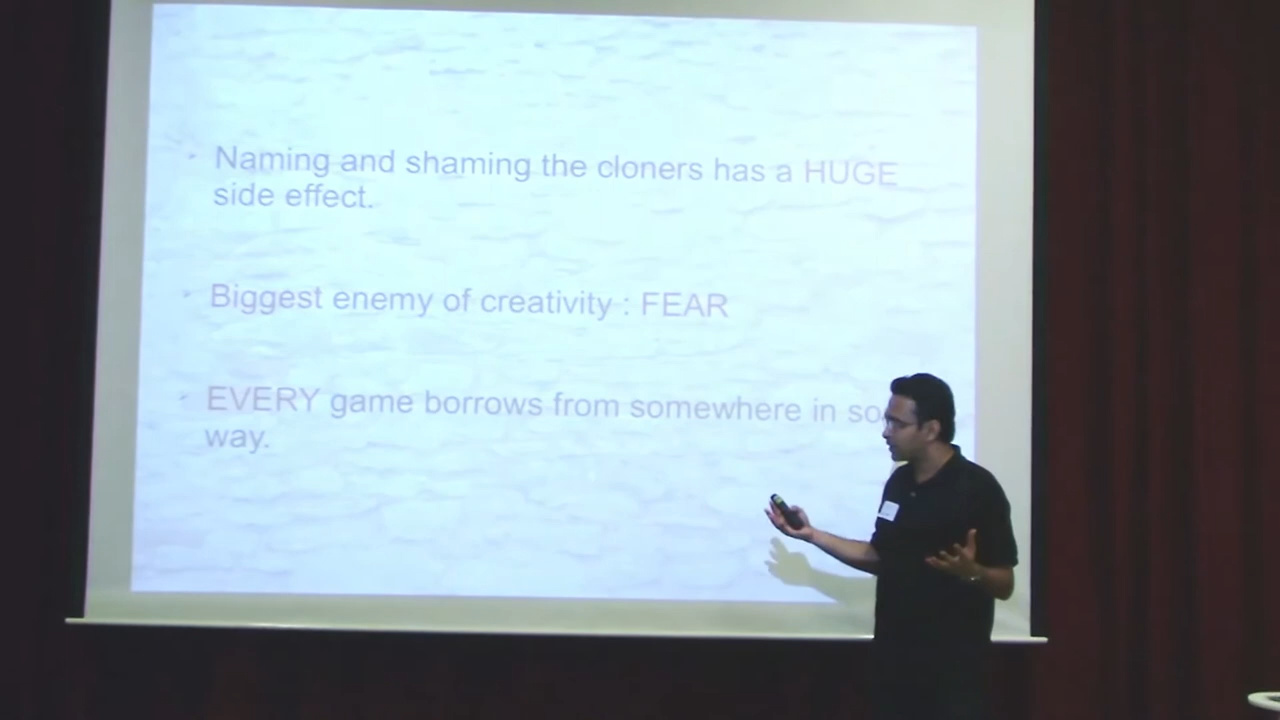 Naming and shaming the cloners has a HUGE
side effect.
Biggest enemy of creativity : FEAR
EVERY game borrows from somewhere in so
way.